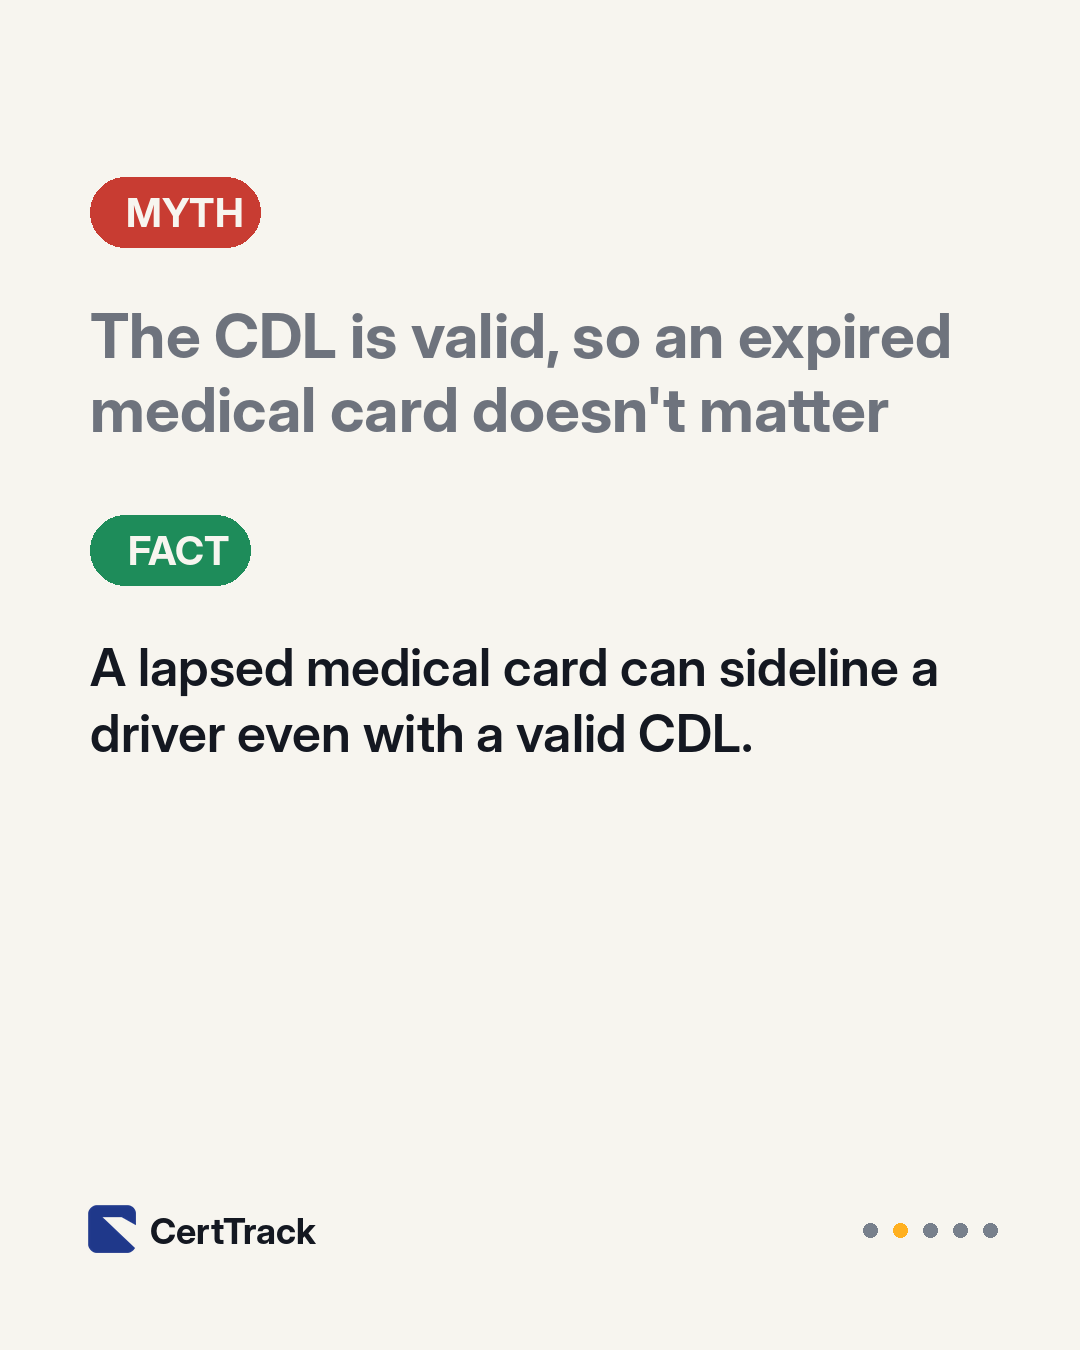 MYTH
The CDL is valid, so an expired
medical card doesn't matter
FACT
A lapsed medical card can sideline a
driver even with a valid CDL.
CertTrack